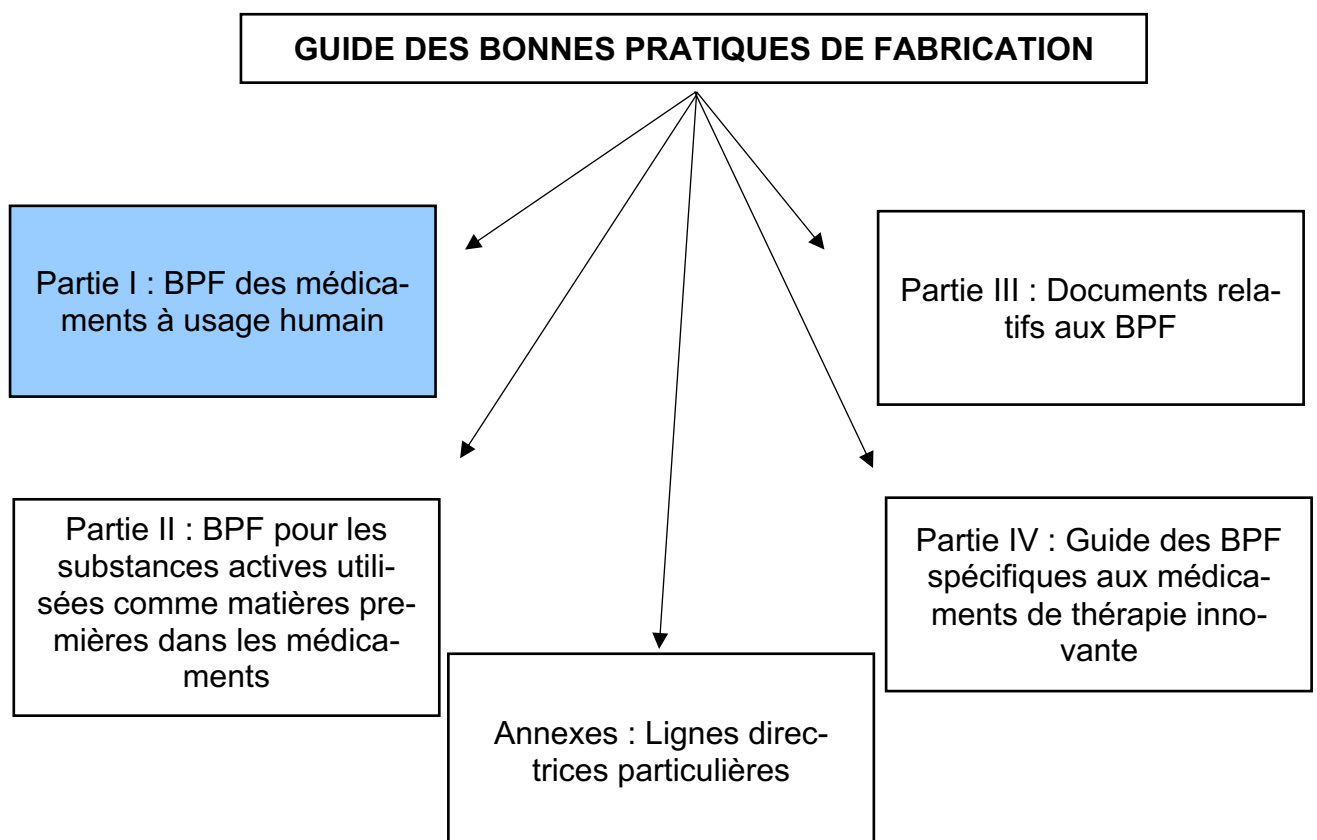 GUIDE DES BONNES PRATIQUES DE FABRICATION
Partie I : BPF des médica-
ments à usage humain
Partie III : Documents rela-
tifs aux BPF
Partie II : BPF pour les
substances actives utili-
sées comme matières pre-
mières dans les médica-
ments
Partie IV : Guide des BPF
spécifiques aux médica-
ments de thérapie inno-
vante
Annexes : Lignes direc-
trices particulières